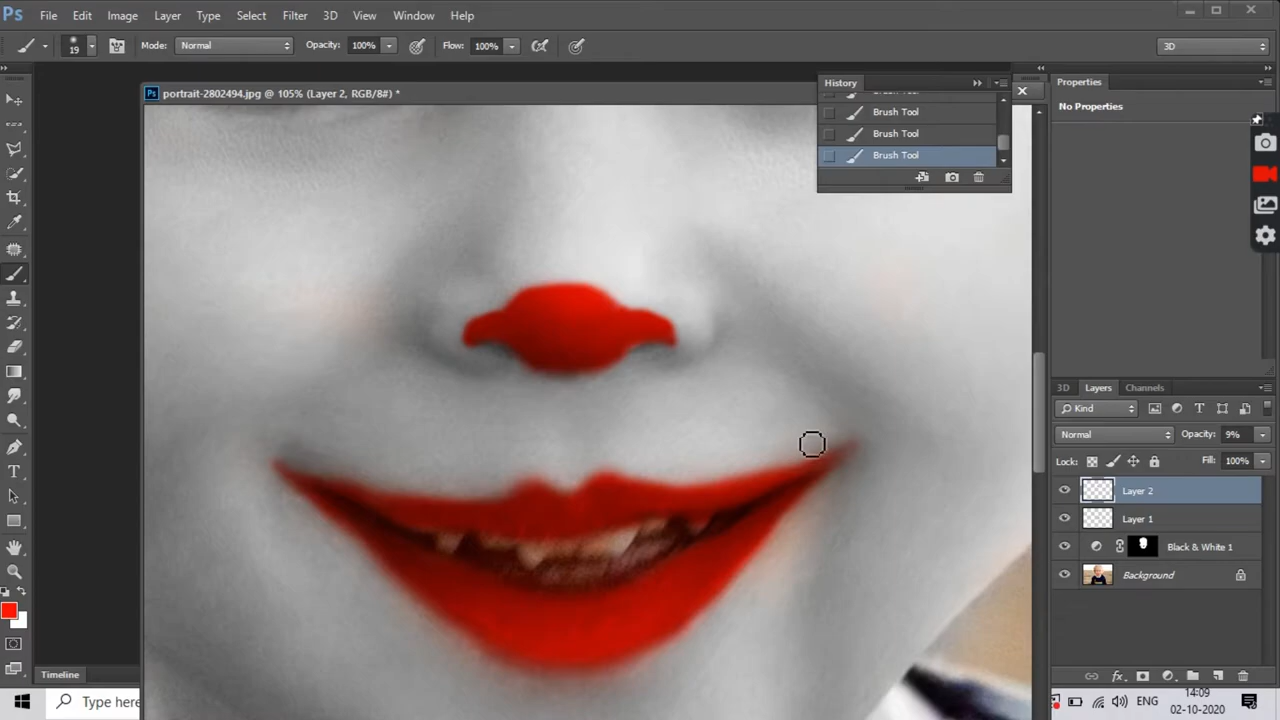 Ps File Edit Image Layer Type Select Filter 3D View Window Help
19 Mode: Normal Opacity: 100% Flow: 100% 3D
Ps portrait-2802494.jpg @ 105% (Layer 2, RGB/8#) *
History
Brush Tool
Brush Tool
Brush Tool
Properties
No Properties
3D Layers Channels
Kind
Normal Opacity: 9%
Lock: Fill: 100%
Layer 2
Layer 1
Black & White 1
Background
fx
Timeline
Type here
ENG
14:09
02-10-2020